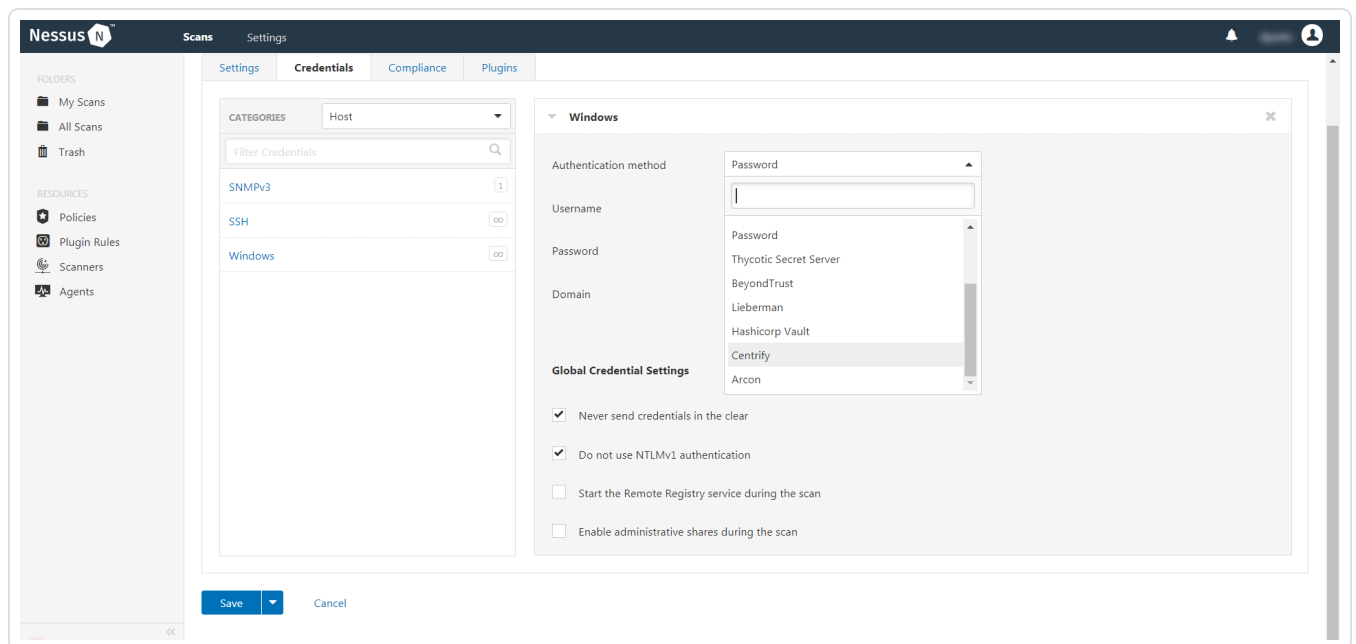 Nessus N ™
Scans Settings
FOLDERS
My Scans
All Scans
Trash
RESOURCES
Policies
Plugin Rules
Scanners
Agents
Settings Credentials Compliance Plugins
CATEGORIES Host
Filter Credentials
SNMPv3 1
SSH ∞
Windows ∞
Windows
Authentication method Password
Username
Password
Domain
Password
Thycotic Secret Server
BeyondTrust
Lieberman
Hashicorp Vault
Centrify
Arcon
Global Credential Settings
Never send credentials in the clear
Do not use NTLMv1 authentication
Start the Remote Registry service during the scan
Enable administrative shares during the scan
Save Cancel